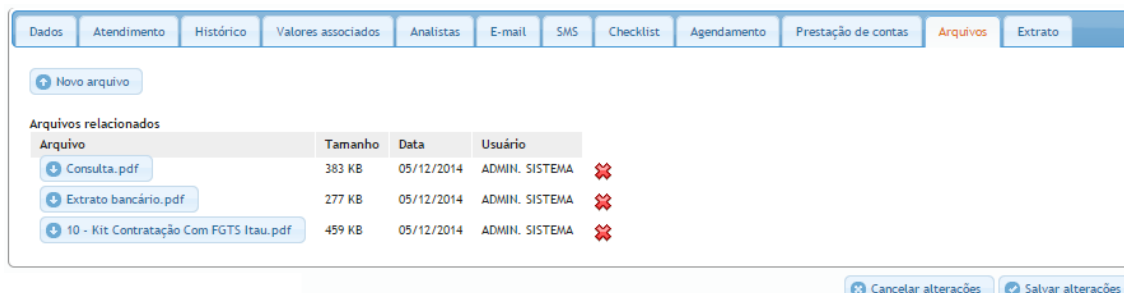 Dados Atendimento Histórico Valores associados Analistas E-mail SMS Checklist Agendamento Prestação de contas Arquivos Extrato
Novo arquivo
Arquivos relacionados
Arquivo Tamanho Data Usuário
Consulta.pdf 383 KB 05/12/2014 ADMIN. SISTEMA
Extrato bancário.pdf 277 KB 05/12/2014 ADMIN. SISTEMA
10 - Kit Contratação Com FGTS Itau.pdf 459 KB 05/12/2014 ADMIN. SISTEMA
Cancelar alterações Salvar alterações